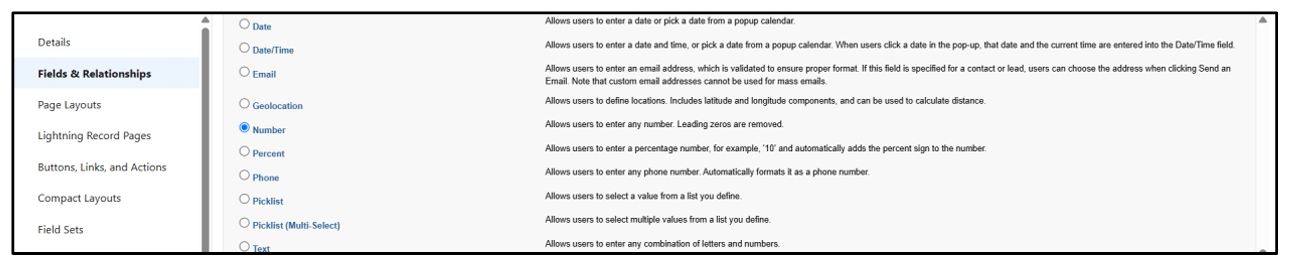 Details
Fields & Relationships
Page Layouts
Lightning Record Pages
Buttons, Links, and Actions
Compact Layouts
Field Sets
Date Allows users to enter a date or pick a date from a popup calendar.
Date/Time Allows users to enter a date and time, or pick a date from a popup calendar. When users click a date in the pop-up, that date and the current time are entered into the Date/Time field.
Email Allows users to enter an email address, which is validated to ensure proper format. If this field is specified for a contact or lead, users can choose the address when clicking Send an
Email. Note that custom email addresses cannot be used for mass emails.
Geolocation Allows users to define locations. Includes latitude and longitude components, and can be used to calculate distance.
Number Allows users to enter any number. Leading zeros are removed.
Percent Allows users to enter a percentage number, for example, '10' and automatically adds the percent sign to the number.
Phone Allows users to enter any phone number. Automatically formats it as a phone number.
Picklist Allows users to select a value from a list you define.
Picklist (Multi-Select) Allows users to select multiple values from a list you define.
Text Allows users to enter any combination of letters and numbers.